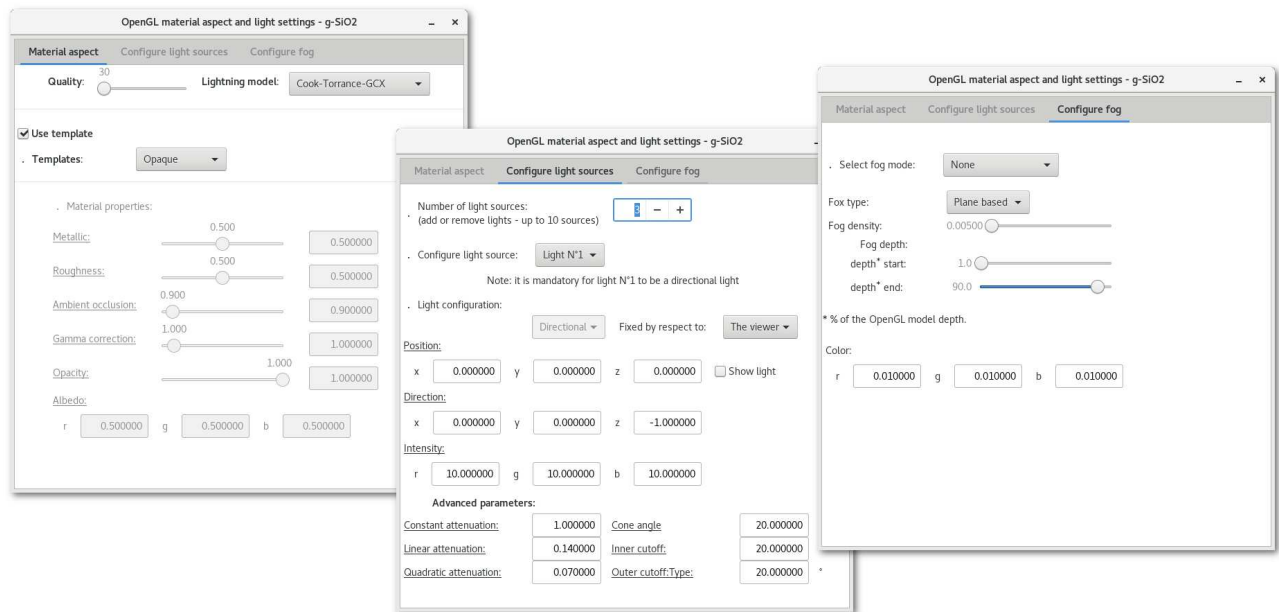 OpenGL material aspect and light settings - g-SiO2
Material aspect Configure light sources Configure fog
30
Quality: Lightning model: Cook-Torrance-GCX
Use template
. Templates: Opaque
. Material properties:
0.500
Metallic: 0.500000
0.500
Roughness: 0.500000
0.900
Ambient occlusion: 0.900000
1.000
Gamma correction: 1.000000
1.000
Opacity: 1.000000
Albedo:
r 0.500000 g 0.500000 b 0.500000
OpenGL material aspect and light settings - g-SiO2
Material aspect Configure light sources Configure fog
Number of light sources:
. (add or remove lights - up to 10 sources) 3 − +
. Configure light source: Light N°1
Note: it is mandatory for light N°1 to be a directional light
. Light configuration:
Directional Fixed by respect to: The viewer
Position:
x 0.000000 y 0.000000 z 0.000000 Show light
Direction:
x 0.000000 y 0.000000 z -1.000000
Intensity:
r 10.000000 g 10.000000 b 10.000000
Advanced parameters:
Constant attenuation: 1.000000 Cone angle 20.000000
Linear attenuation: 0.140000 Inner cutoff: 20.000000
Quadratic attenuation: 0.070000 Outer cutoff:Type: 20.000000 °
OpenGL material aspect and light settings - g-SiO2
Material aspect Configure light sources Configure fog
. Select fog mode: None
Fox type: Plane based
Fog density: 0.00500
Fog depth:
depth* start: 1.0
depth* end: 90.0
* % of the OpenGL model depth.
Color:
r 0.010000 g 0.010000 b 0.010000